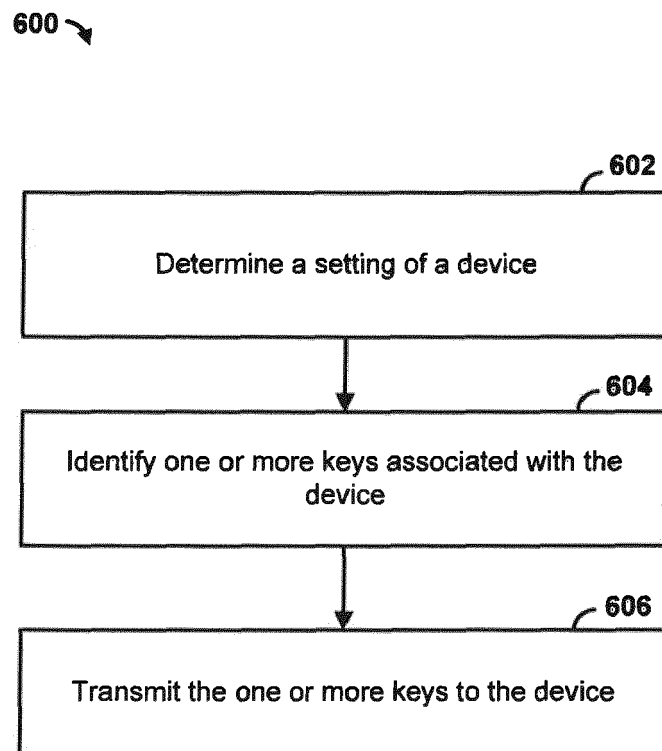 600
602
Determine a setting of a device
604
Identify one or more keys associated with the
device
606
Transmit the one or more keys to the device